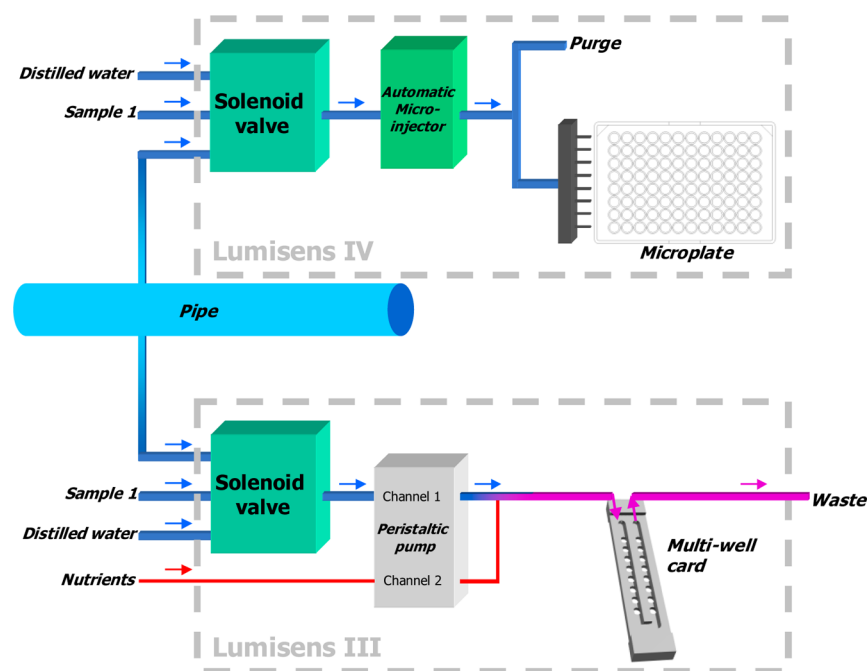 Purge
Distilled water
Sample 1
Solenoid
valve
Automatic
Micro-
injector
Lumisens IV
Microplate
Pipe
Solenoid
valve
Sample 1
Distilled water
Nutrients
Channel 1
Peristaltic
pump
Channel 2
Waste
Multi-well
card
Lumisens III